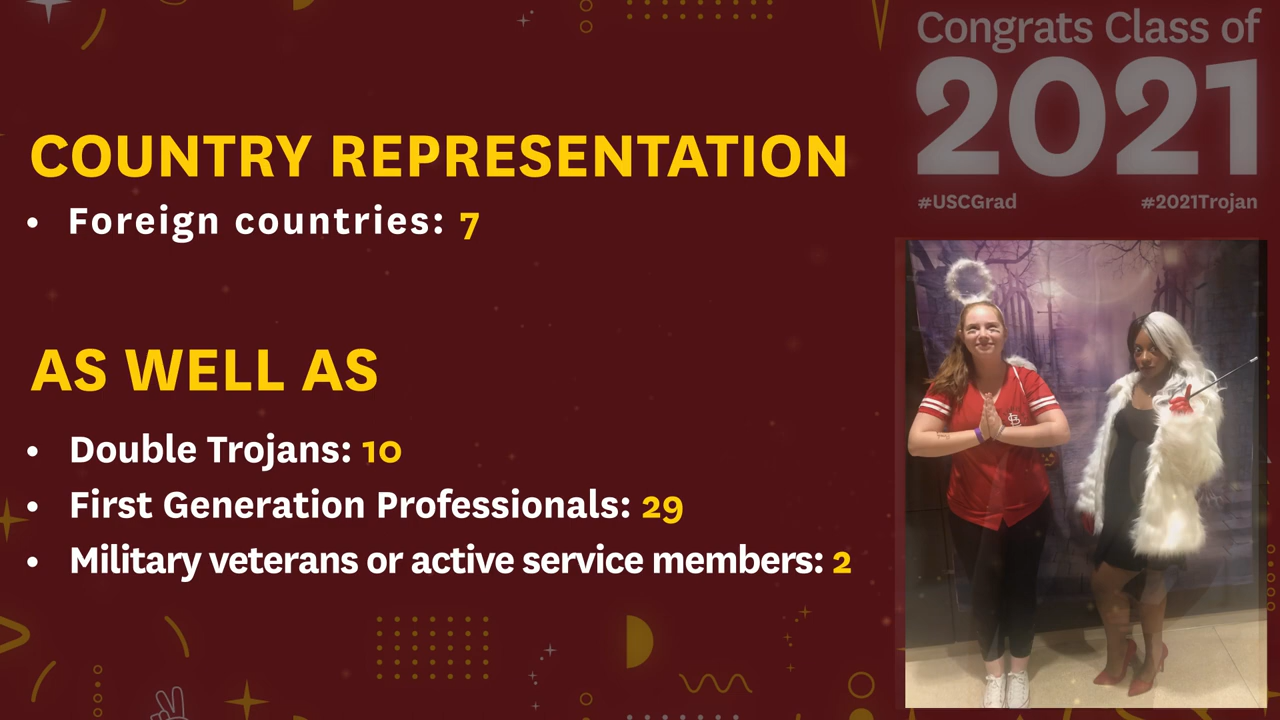 Congrats Class of
2021
#USCGrad #2021Trojan
COUNTRY REPRESENTATION
• Foreign countries: 7
AS WELL AS
• Double Trojans: 10
• First Generation Professionals: 29
• Military veterans or active service members: 2
STL